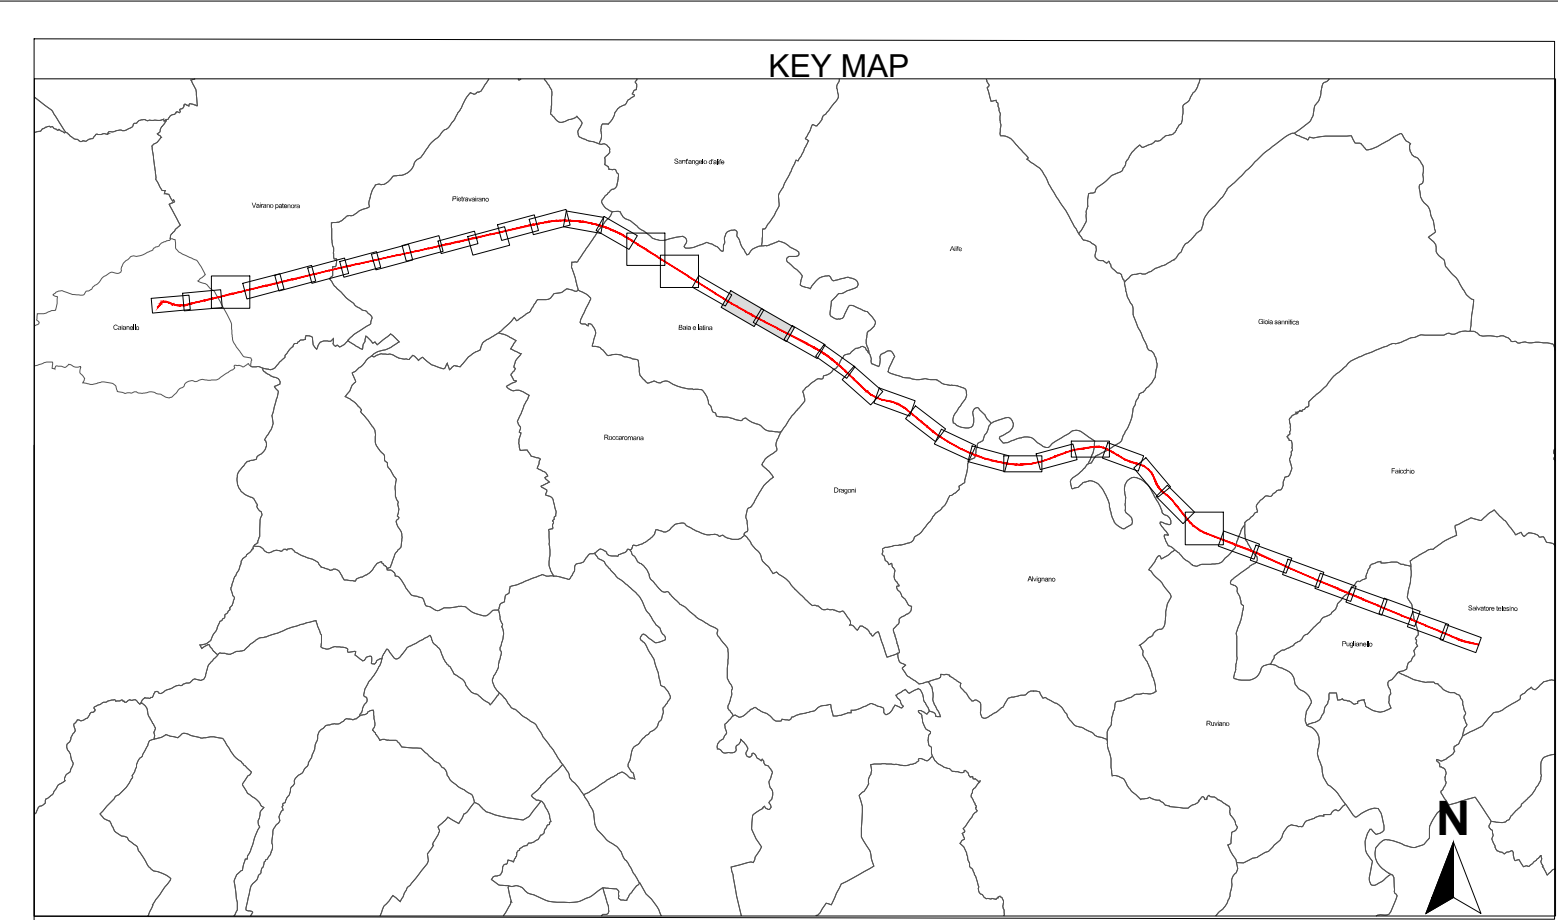 KEY MAP
Sant'angelo d'alife
Vairano patenora
Pietravairano
Alife
Caianello
Baia e latina
Gioia sannitica
Roccaromana
Faicchio
Dragoni
Alvignano
Salvatore telesino
Puglianello
Ruviano
N